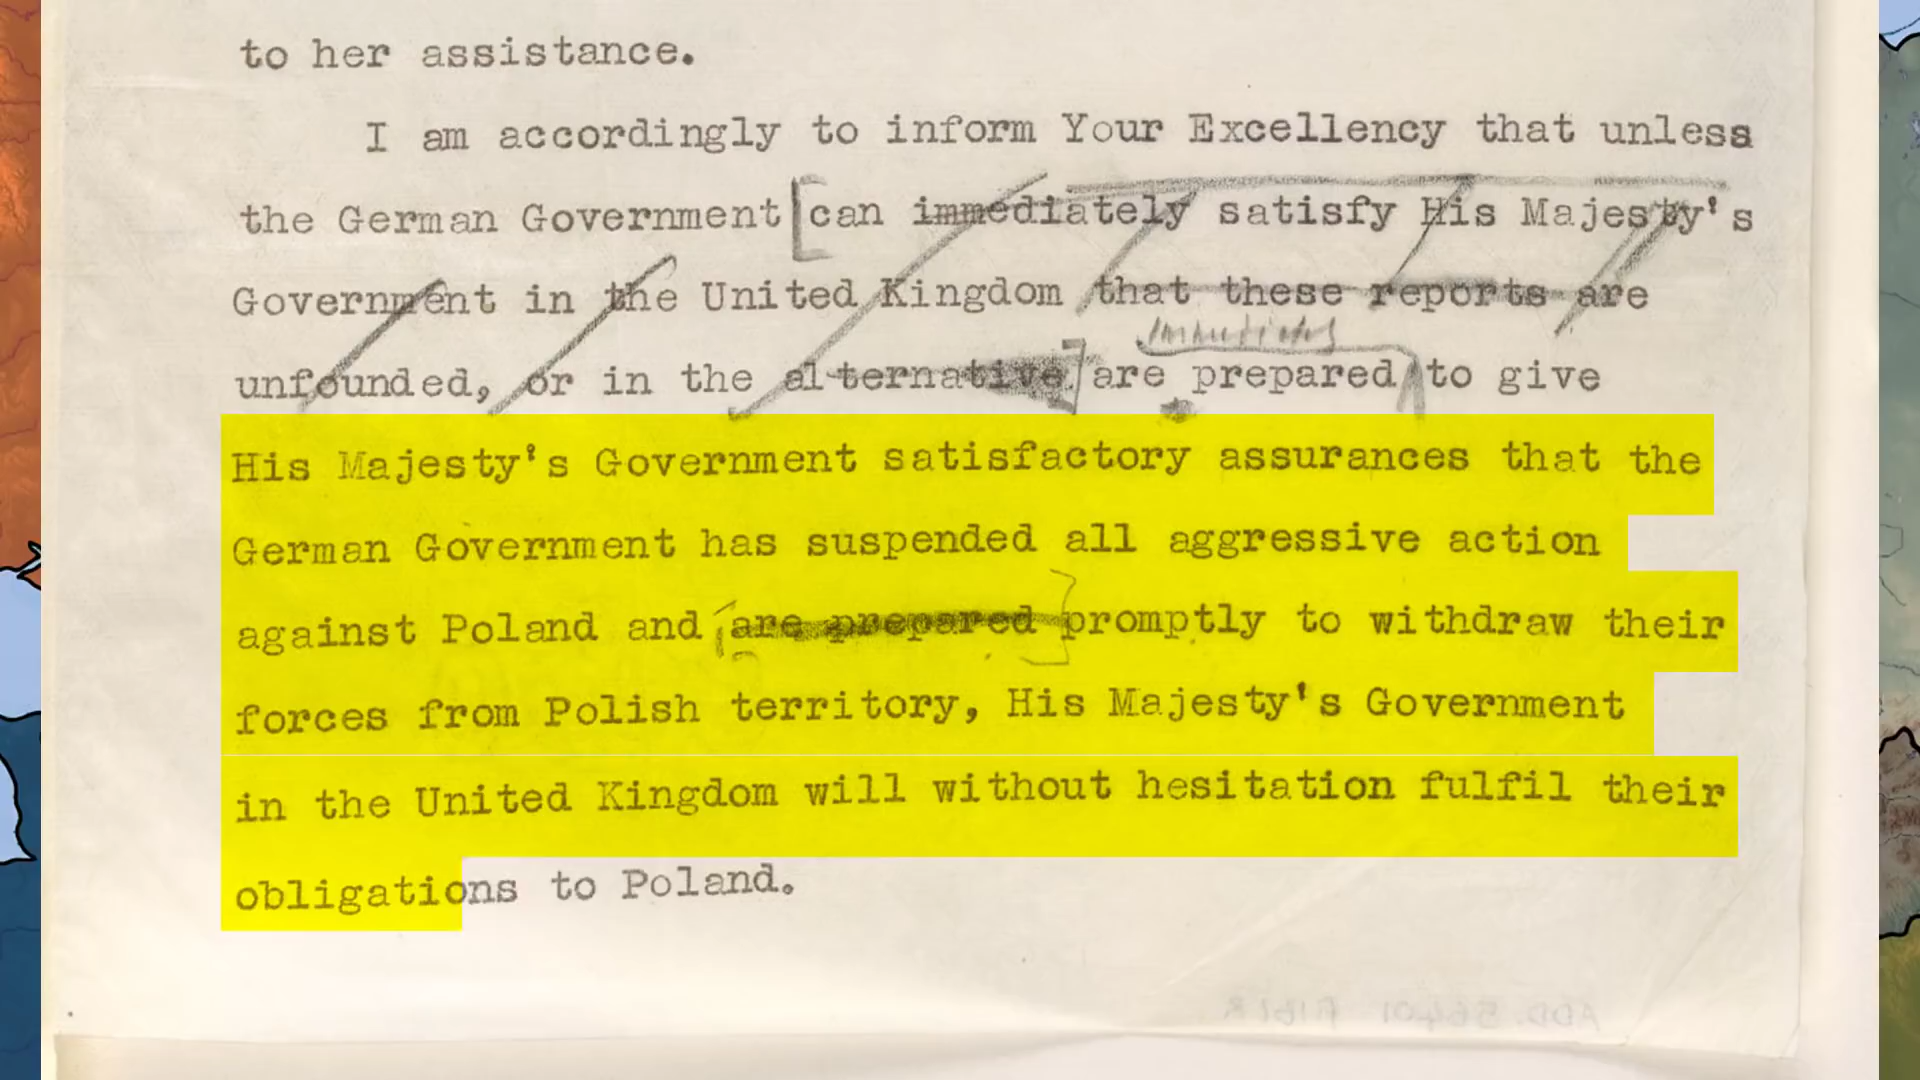 to her assistance.
I am accordingly to inform Your Excellency that unless
the German Government [can immediately satisfy His Majesty's
Government in the United Kingdom that these reports are
unfounded, or in the alternative] are prepared to give
His Majesty's Government satisfactory assurances that the
German Government has suspended all aggressive action
against Poland and [are prepared] promptly to withdraw their
forces from Polish territory, His Majesty's Government
in the United Kingdom will without hesitation fulfil their
obligations to Poland.